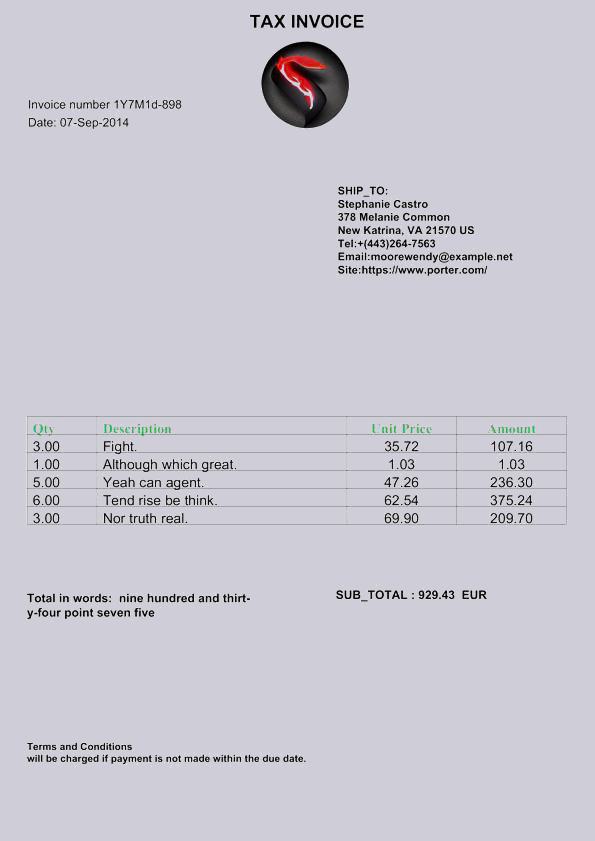 TAX INVOICE
Invoice number 1Y7M1d-898
Date: 07-Sep-2014
SHIP_TO:
Stephanie Castro
378 Melanie Common
New Katrina, VA 21570 US
Tel:+(443)264-7563
Email:moorewendy@example.net
Site:https://www.porter.com/
Qty Description Unit Price Amount
3.00 Fight. 35.72 107.16
1.00 Although which great. 1.03 1.03
5.00 Yeah can agent. 47.26 236.30
6.00 Tend rise be think. 62.54 375.24
3.00 Nor truth real. 69.90 209.70
Total in words: nine hundred and thirt-
y-four point seven five
SUB_TOTAL : 929.43 EUR
Terms and Conditions
will be charged if payment is not made within the due date.